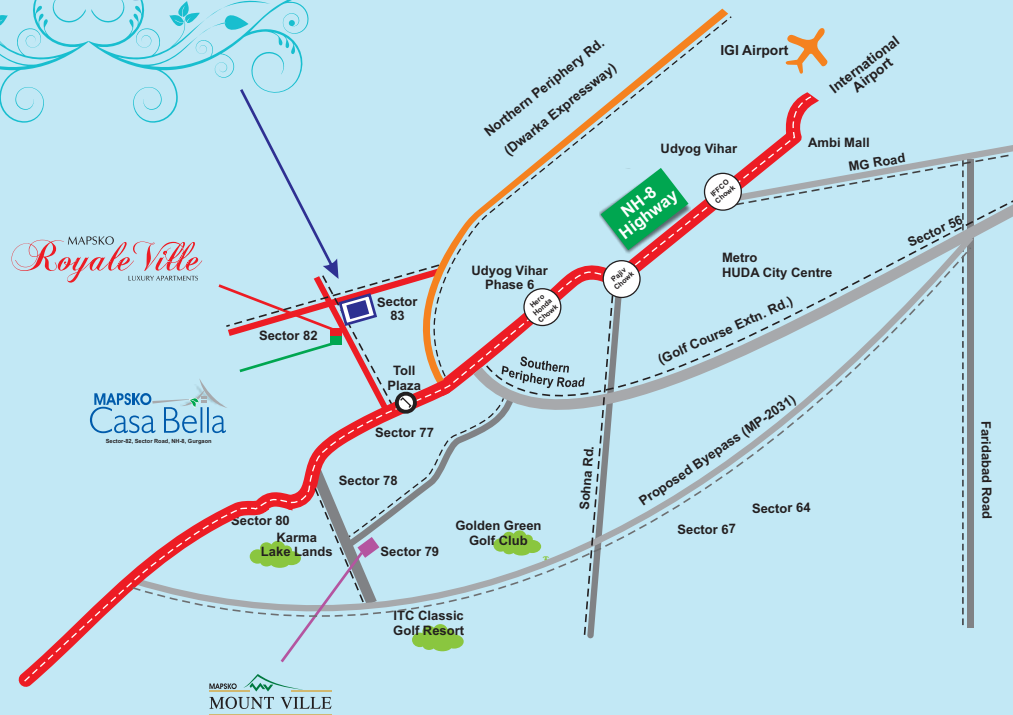 IGI Airport
International
Airport
Northern Periphery Rd.
(Dwarka Expressway)
Ambi Mall
Udyog Vihar
MG Road
IFFCO
Chowk
NH-8
Highway
Sector 56
MAPSKO
Royale Ville
LUXURY APARTMENTS
Metro
HUDA City Centre
Udyog Vihar
Phase 6
Rajiv
Chowk
Hero
Honda
Chowk
Sector
83
Sector 82
(Golf Course Extn. Rd.)
Southern
Periphery Road
Toll
Plaza
MAPSKO
Casa Bella
Sector-82, Sector Road, NH-8, Gurgaon
Sector 77
Proposed Byepass (MP-2031)
Faridabad Road
Sohna Rd.
Sector 78
Sector 64
Sector 80
Sector 67
Golden Green
Golf Club
Karma
Lake Lands
Sector 79
ITC Classic
Golf Resort
MAPSKO
MOUNT VILLE